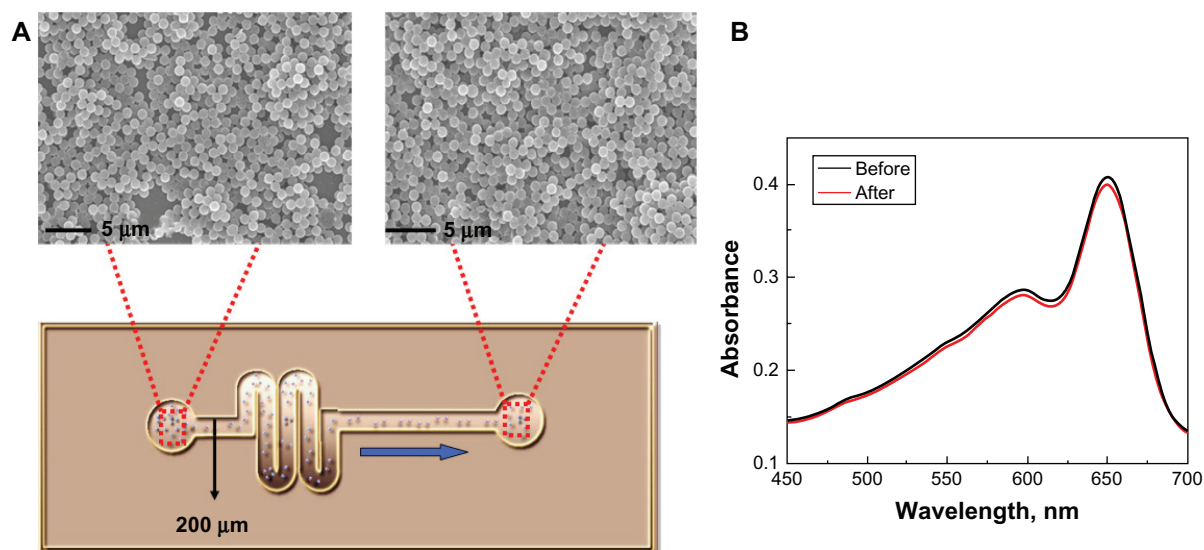 A
5 μm
5 μm
200 μm
B
Before
After
0.4
0.3
0.2
0.1
Absorbance
450
500
550
600
650
700
Wavelength, nm